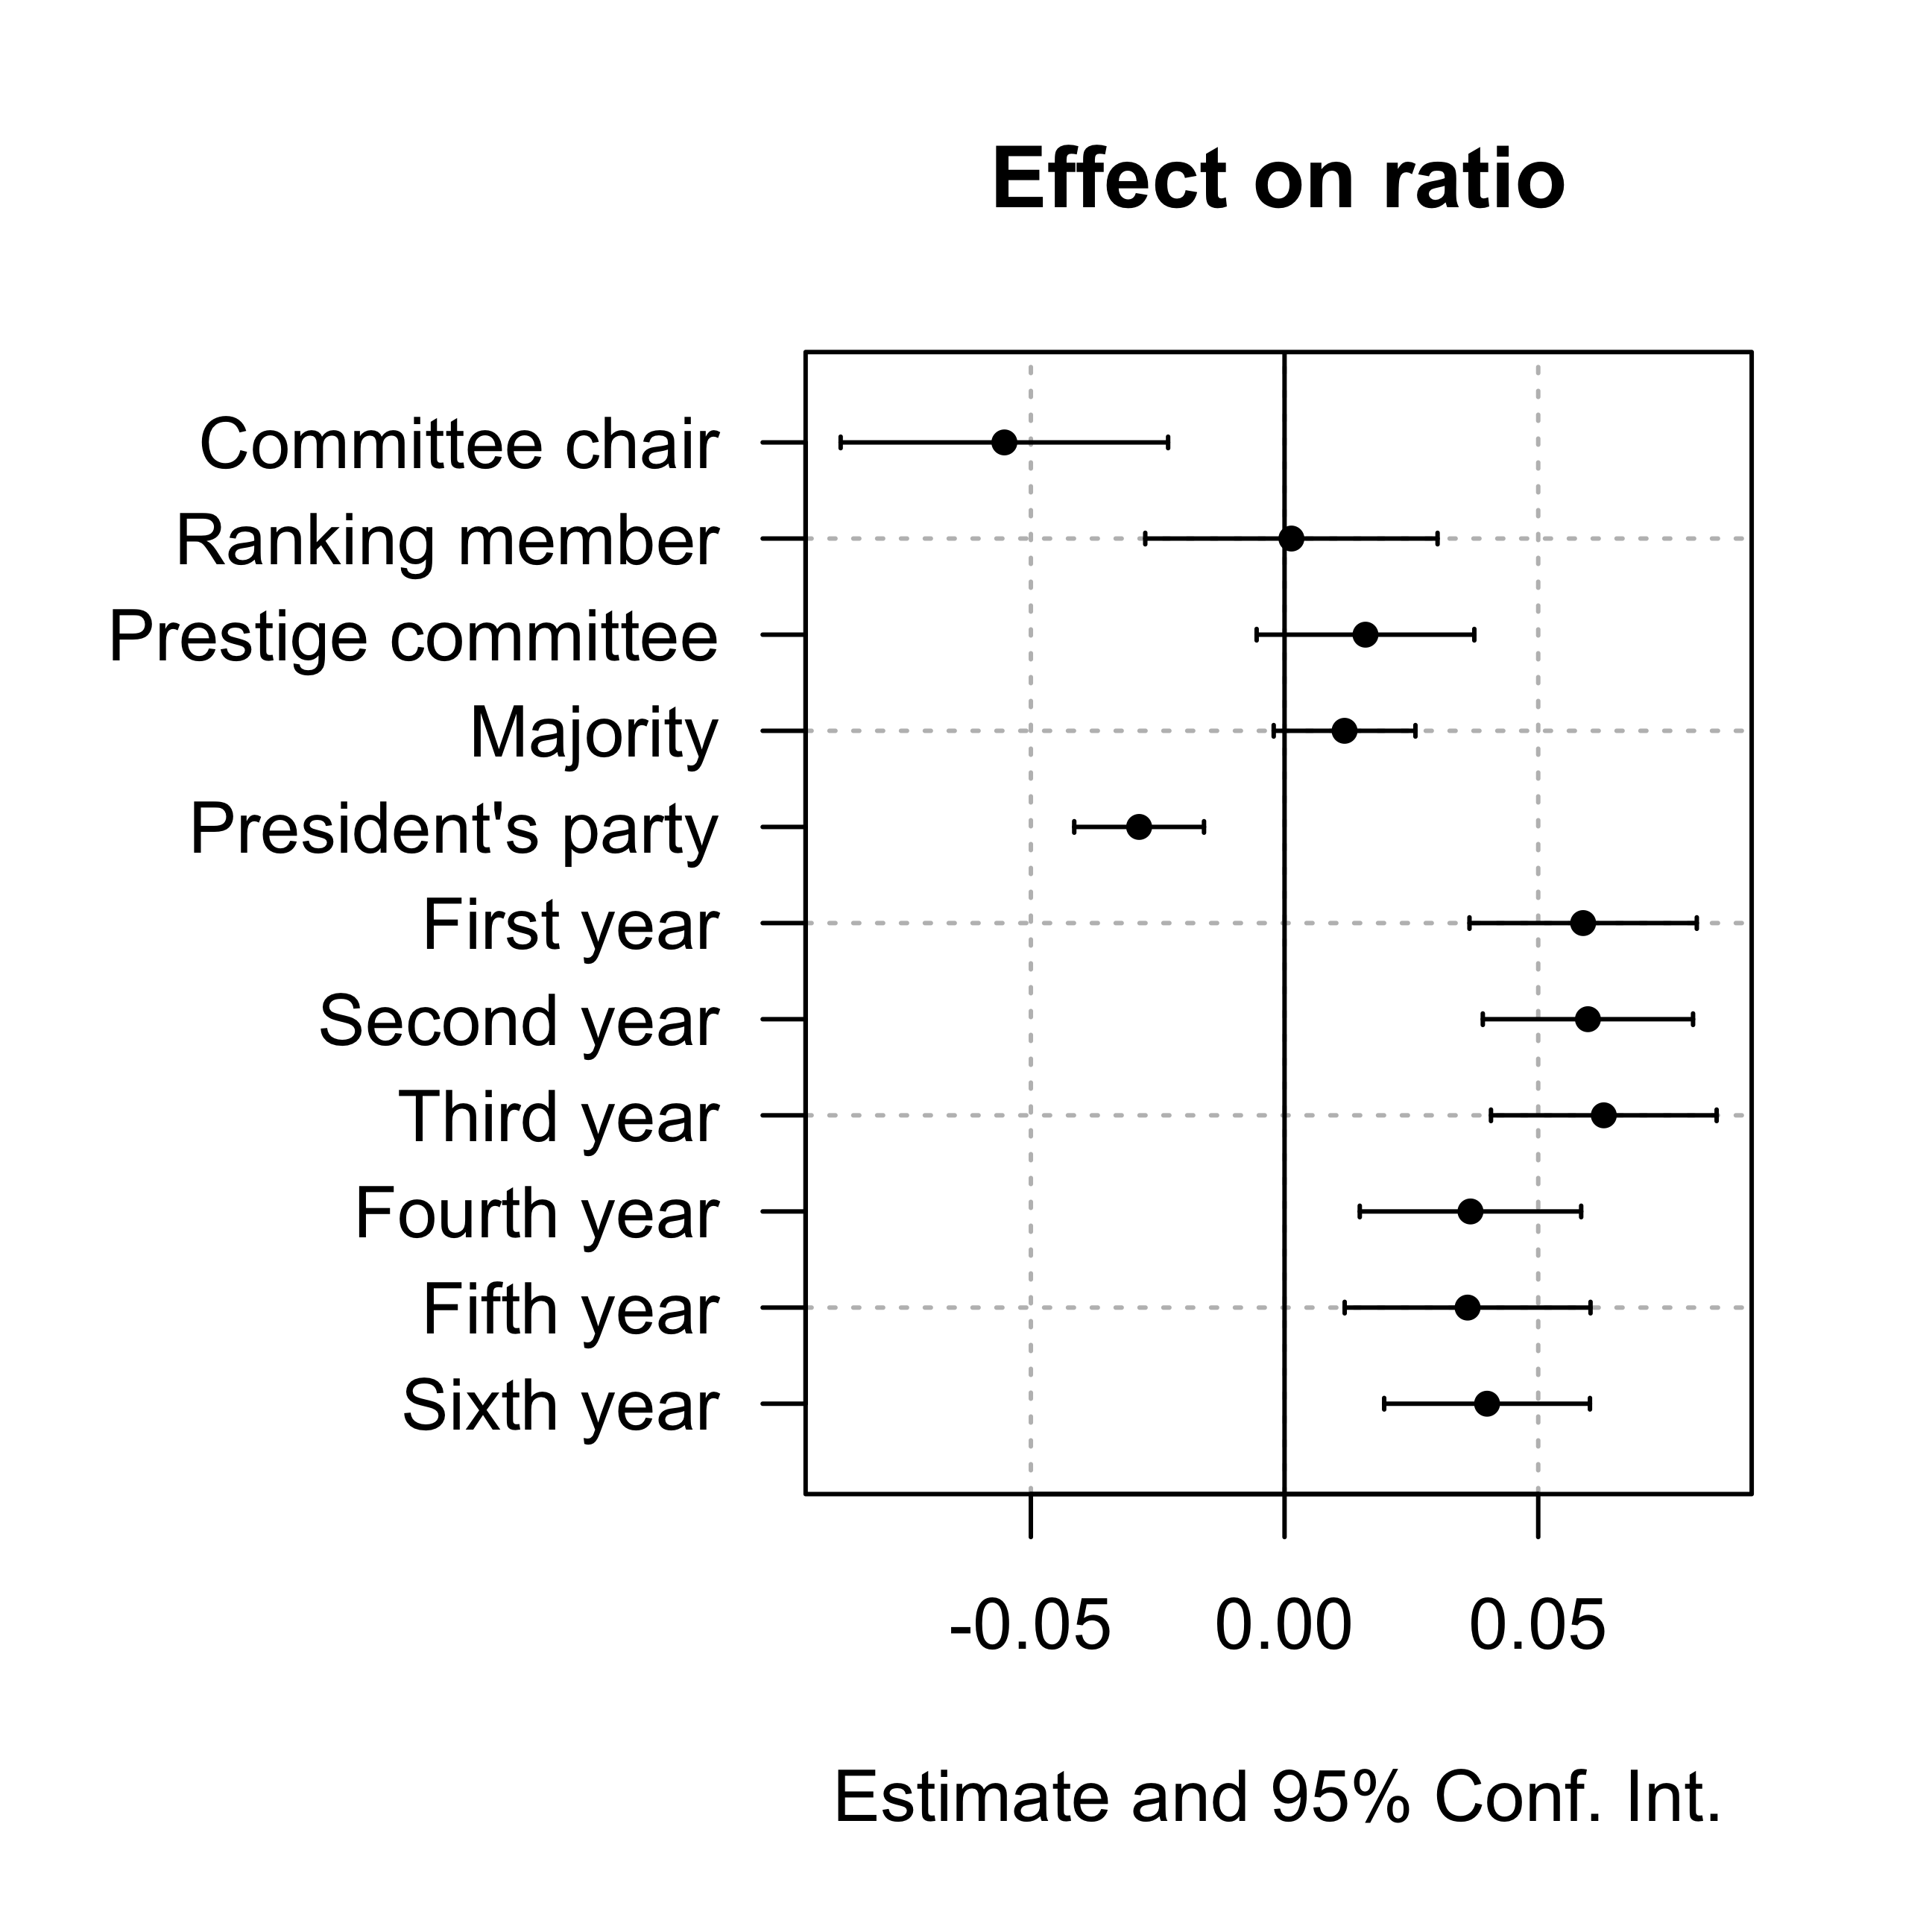 Effect on ratio
Committee chair
Ranking member
Prestige committee
Majority
President's party
First year
Second year
Third year
Fourth year
Fifth year
Sixth year
-0.05 0.00 0.05
Estimate and 95% Conf. Int.